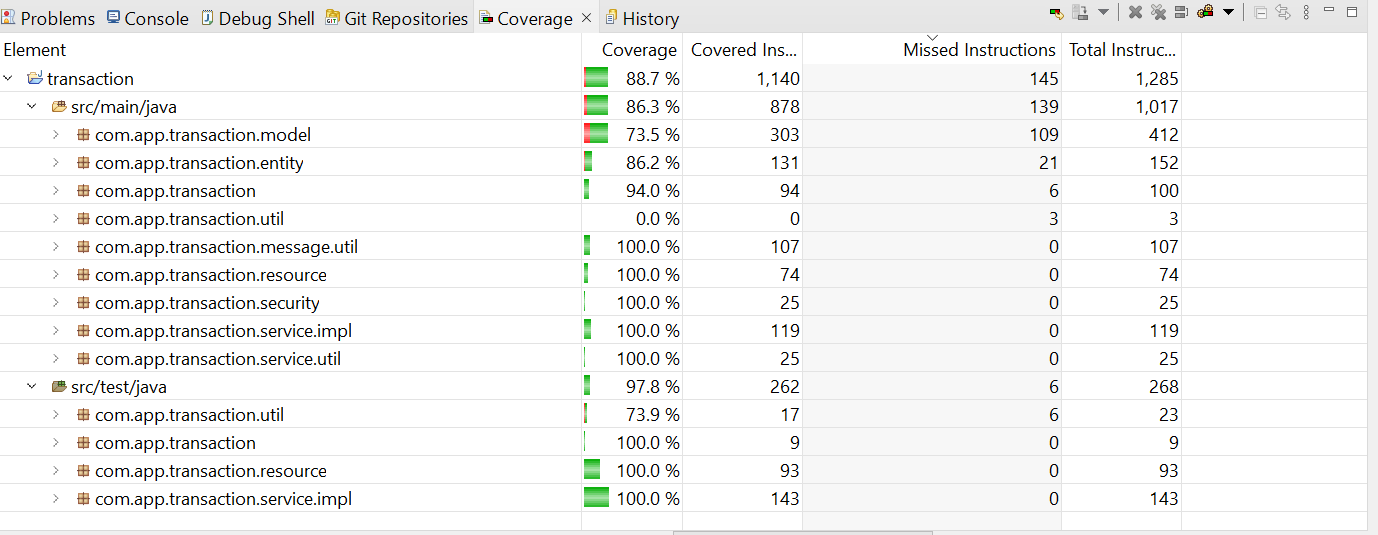 Problems Console Debug Shell Git Repositories Coverage History
Element Coverage Covered Ins... Missed Instructions Total Instruc...
transaction 88.7 % 1,140 145 1,285
src/main/java 86.3 % 878 139 1,017
com.app.transaction.model 73.5 % 303 109 412
com.app.transaction.entity 86.2 % 131 21 152
com.app.transaction 94.0 % 94 6 100
com.app.transaction.util 0.0 % 0 3 3
com.app.transaction.message.util 100.0 % 107 0 107
com.app.transaction.resource 100.0 % 74 0 74
com.app.transaction.security 100.0 % 25 0 25
com.app.transaction.service.impl 100.0 % 119 0 119
com.app.transaction.service.util 100.0 % 25 0 25
src/test/java 97.8 % 262 6 268
com.app.transaction.util 73.9 % 17 6 23
com.app.transaction 100.0 % 9 0 9
com.app.transaction.resource 100.0 % 93 0 93
com.app.transaction.service.impl 100.0 % 143 0 143